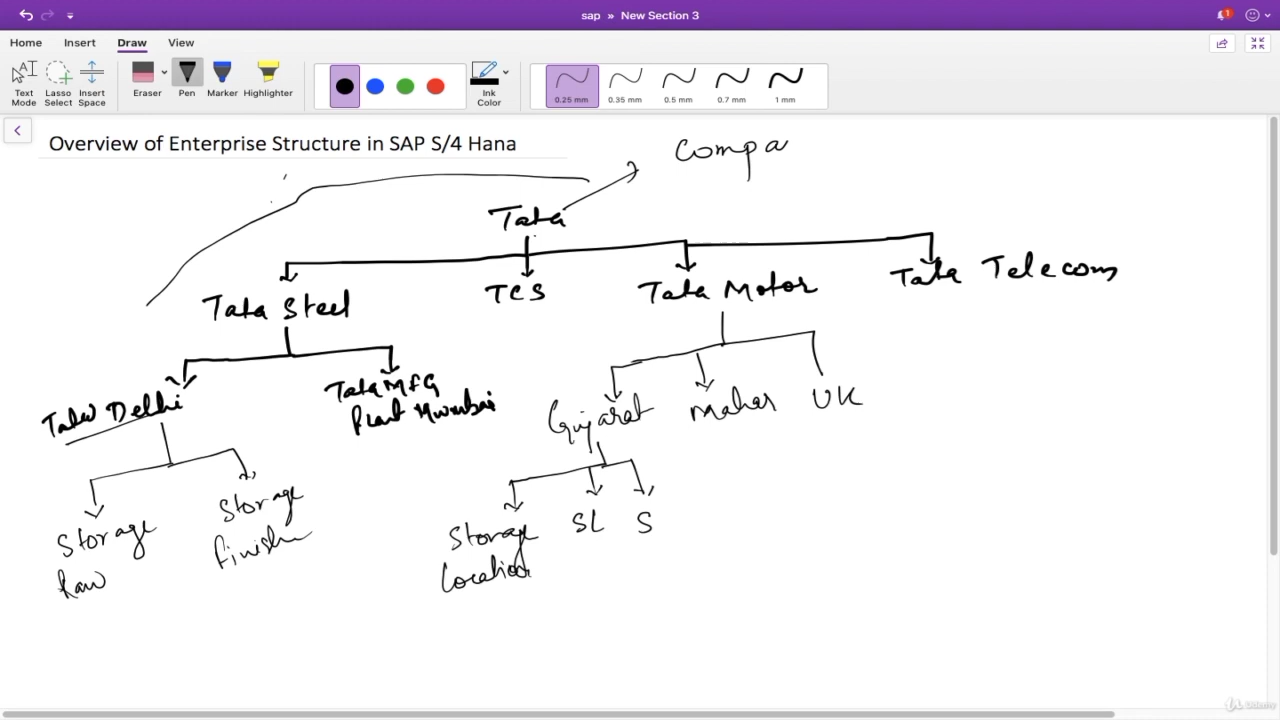 sap » New Section 3
1
Home Insert Draw View
Text Mode
Lasso Select
Insert Space
Eraser
Pen
Marker
Highlighter
Ink Color
0.25 mm
0.35 mm
0.5 mm
0.7 mm
1 mm
Overview of Enterprise Structure in SAP S/4 Hana
Compa
Tata
Tata Steel
TCS
Tata Motor
Tata Telecom
Tata Delhi
Tata MfG
Plant Mumbai
Gujarat
Mahar
UK
Storage
Raw
Storage
Finishe
Storage
Location
SL
S
Udemy